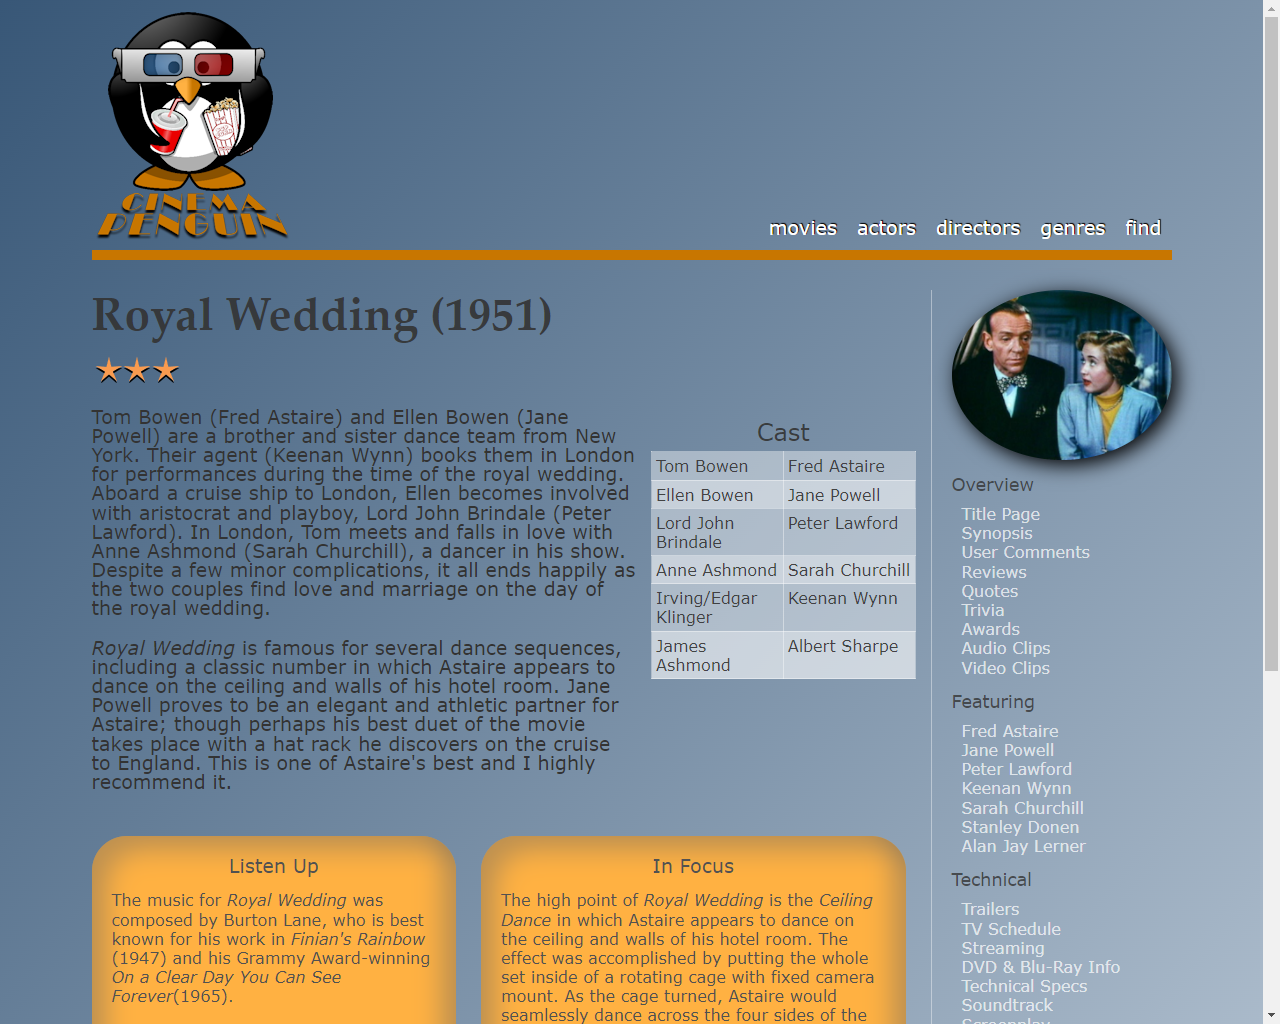 CINEMA
PENGUIN
movies actors directors genres find
Royal Wedding (1951)
★★★
Tom Bowen (Fred Astaire) and Ellen Bowen (Jane
Powell) are a brother and sister dance team from New
York. Their agent (Keenan Wynn) books them in London
for performances during the time of the royal wedding.
Aboard a cruise ship to London, Ellen becomes involved
with aristocrat and playboy, Lord John Brindale (Peter
Lawford). In London, Tom meets and falls in love with
Anne Ashmond (Sarah Churchill), a dancer in his show.
Despite a few minor complications, it all ends happily as
the two couples find love and marriage on the day of
the royal wedding.
Royal Wedding is famous for several dance sequences,
including a classic number in which Astaire appears to
dance on the ceiling and walls of his hotel room. Jane
Powell proves to be an elegant and athletic partner for
Astaire; though perhaps his best duet of the movie
takes place with a hat rack he discovers on the cruise
to England. This is one of Astaire's best and I highly
recommend it.
Cast
Tom Bowen Fred Astaire
Ellen Bowen Jane Powell
Lord John Peter Lawford
Brindale
Anne Ashmond Sarah Churchill
Irving/Edgar Keenan Wynn
Klinger
James Albert Sharpe
Ashmond
Listen Up
The music for Royal Wedding was
composed by Burton Lane, who is best
known for his work in Finian's Rainbow
(1947) and his Grammy Award-winning
On a Clear Day You Can See
Forever(1965).
In Focus
The high point of Royal Wedding is the Ceiling
Dance in which Astaire appears to dance on
the ceiling and walls of his hotel room. The
effect was accomplished by putting the whole
set inside of a rotating cage with fixed camera
mount. As the cage turned, Astaire would
seamlessly dance across the four sides of the
Overview
Title Page
Synopsis
User Comments
Reviews
Quotes
Trivia
Awards
Audio Clips
Video Clips
Featuring
Fred Astaire
Jane Powell
Peter Lawford
Keenan Wynn
Sarah Churchill
Stanley Donen
Alan Jay Lerner
Technical
Trailers
TV Schedule
Streaming
DVD & Blu-Ray Info
Technical Specs
Soundtrack
Screenplay